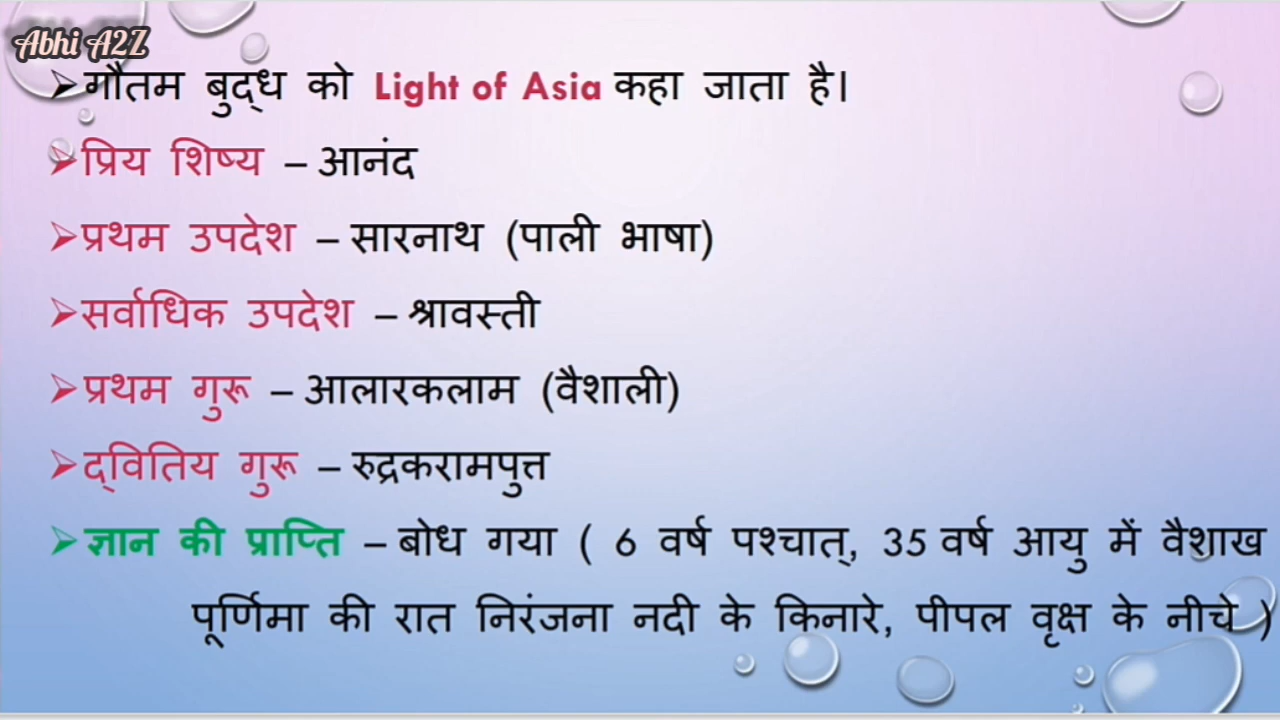 Abhi A2Z
➢गौतम बुद्ध को Light of Asia कहा जाता है।
➢प्रिय शिष्य – आनंद
➢प्रथम उपदेश – सारनाथ (पाली भाषा)
➢सर्वाधिक उपदेश – श्रावस्ती
➢प्रथम गुरू – आलारकलाम (वैशाली)
➢द्वितिय गुरू – रुद्रकरामपुत्त
➢ज्ञान की प्राप्ति – बोध गया ( 6 वर्ष पश्चात्, 35 वर्ष आयु में वैशाख
पूर्णिमा की रात निरंजना नदी के किनारे, पीपल वृक्ष के नीचे )